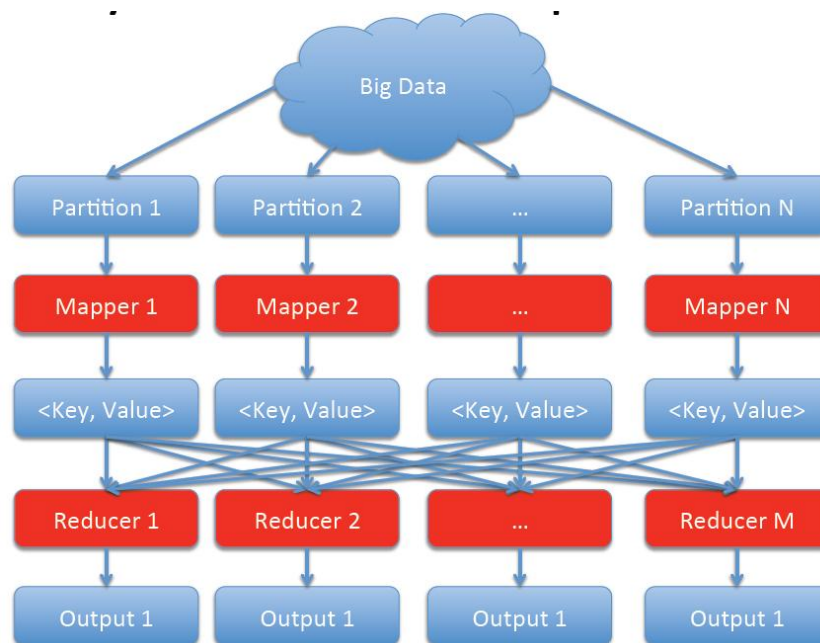 Big Data
Partition 1 Partition 2 ... Partition N
Mapper 1 Mapper 2 ... Mapper N
<Key, Value> <Key, Value> <Key, Value> <Key, Value>
Reducer 1 Reducer 2 ... Reducer M
Output 1 Output 1 Output 1 Output 1